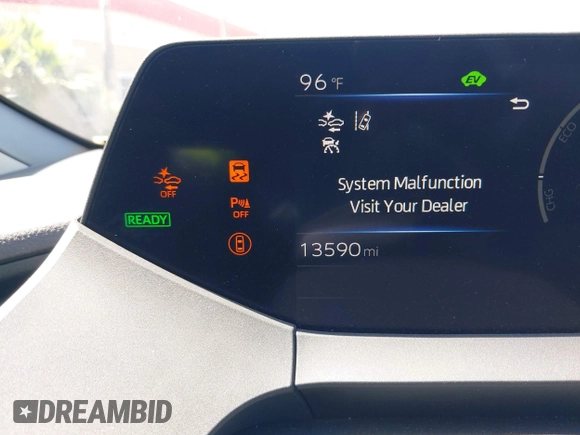 96 °F
EV
ECO
OFF
System Malfunction
Visit Your Dealer
CHG
P
OFF
READY
13590 mi
DREAMBID